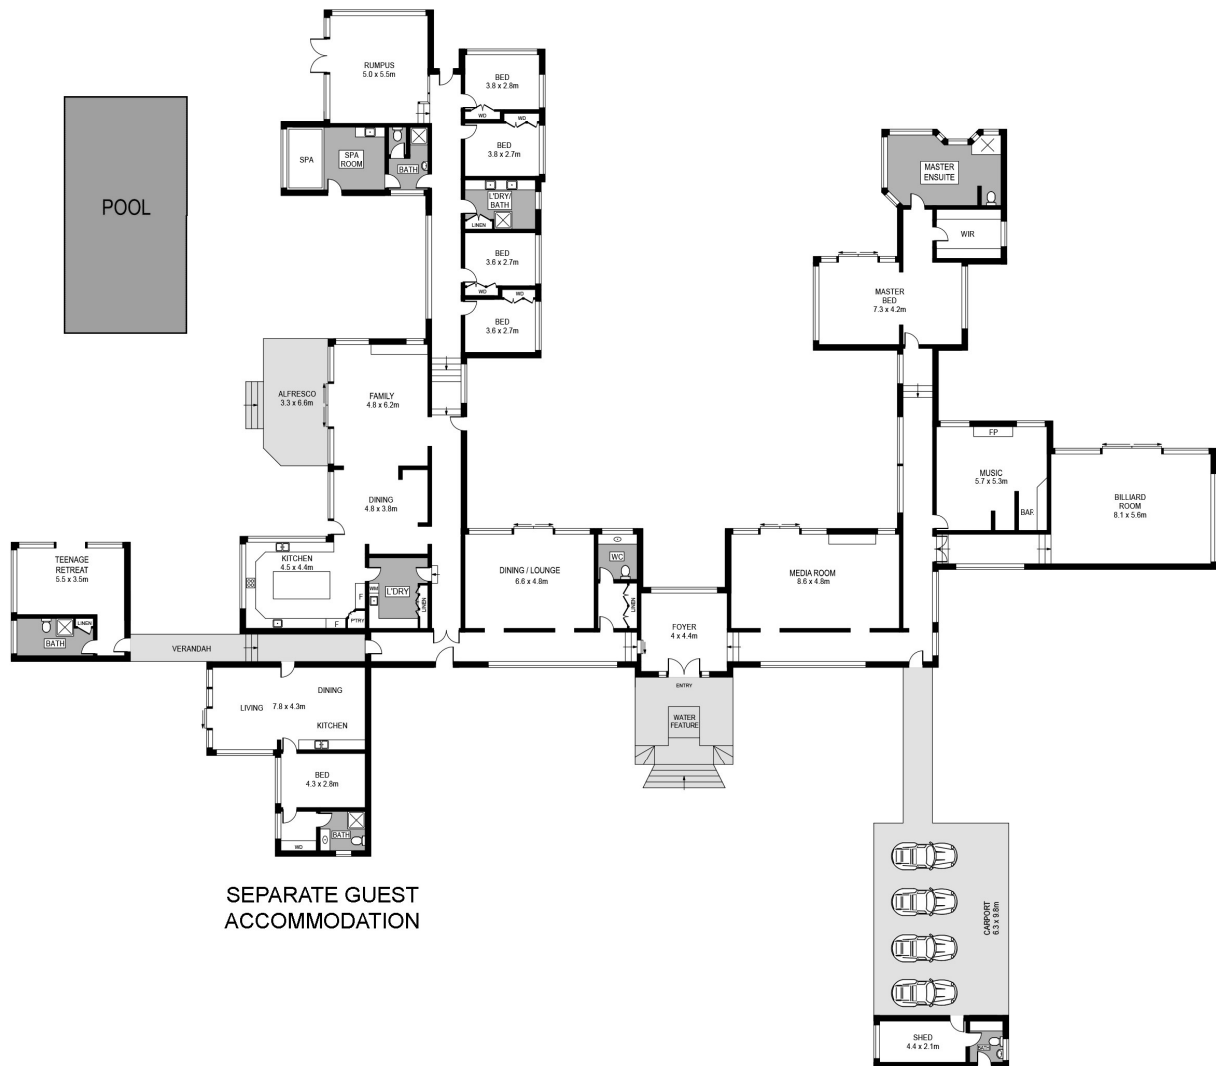 RUMPUS
5.0 x 5.5m
BED
3.8 x 2.8m
WD
WD
BED
3.8 x 2.7m
SPA
SPA
ROOM
BATH
L'DRY/
BATH
LINEN
BED
3.6 x 2.7m
WD
WD
BED
3.6 x 2.7m
POOL
MASTER
ENSUITE
WIR
MASTER
BED
7.3 x 4.2m
ALFRESCO
3.3 x 6.6m
FAMILY
4.8 x 6.2m
DINING
4.8 x 3.8m
FP
MUSIC
5.7 x 5.3m
BAR
BILLIARD
ROOM
8.1 x 5.6m
TEENAGE
RETREAT
5.5 x 3.5m
BATH
LINEN
KITCHEN
4.5 x 4.4m
F
F
PTRY
WM
L'DRY
LINEN
DINING / LOUNGE
6.6 x 4.8m
WC
LINEN
FOYER
4 x 4.4m
MEDIA ROOM
8.6 x 4.8m
VERANDAH
LIVING
7.8 x 4.3m
DINING
KITCHEN
ENTRY
WATER
FEATURE
BED
4.3 x 2.8m
BATH
WD
SEPARATE GUEST
ACCOMMODATION
CARPORT
6.3 x 9.8m
SHED
4.4 x 2.1m